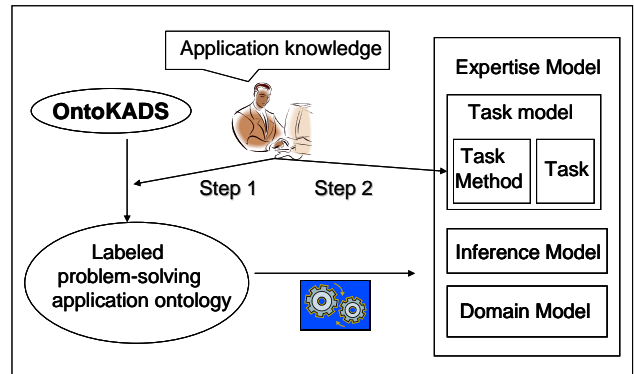 Application knowledge
OntoKADS
Expertise Model
Task model
Task
Method
Task
Step 1
Step 2
Labeled
problem-solving
application ontology
Inference Model
Domain Model